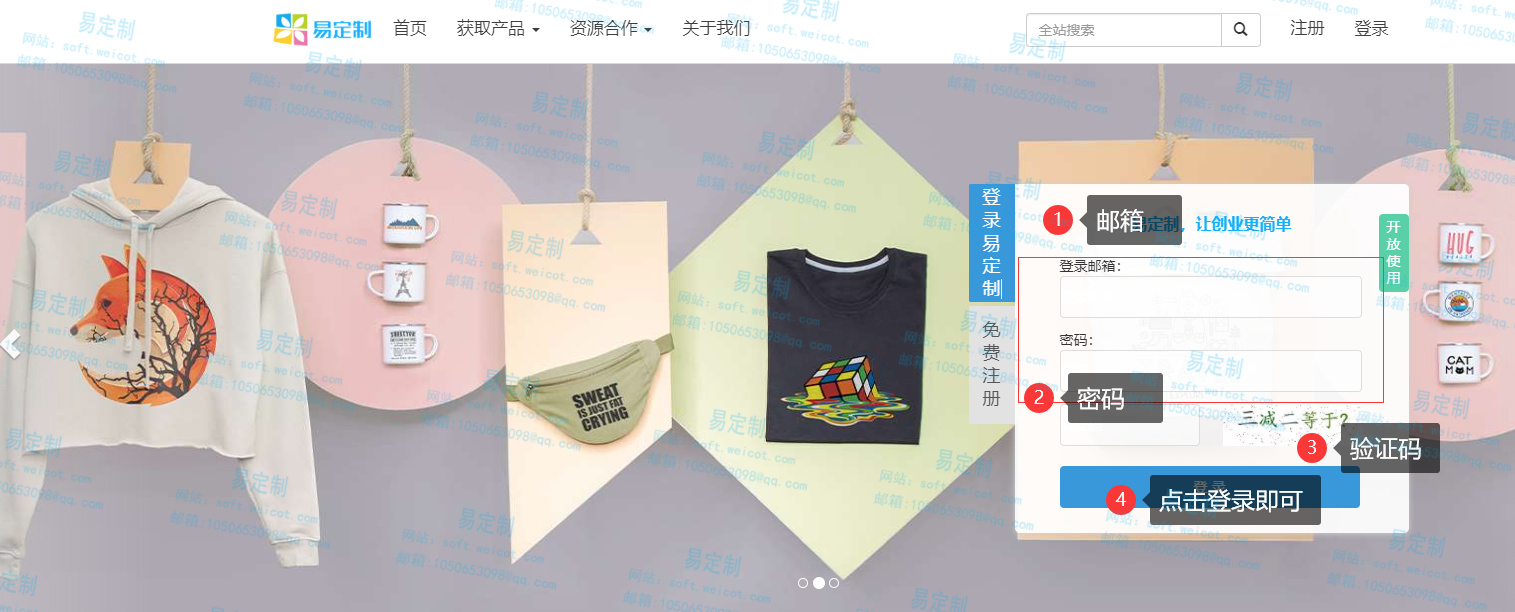 易定制 首页 获取产品 资源合作 关于我们 全站搜索 注册 登录
登录易定制
免费注册
1 邮箱
定制，让创业更简单
开放使用
登录邮箱：
密码：
2 密码
三减二等于?
3 验证码
登录
4 点击登录即可
SWEAT
IS JUST FAT
CRYING
HUG
CAT
MOM
易定制
网站：soft.weicot.com
邮箱:1050653098@qq.com